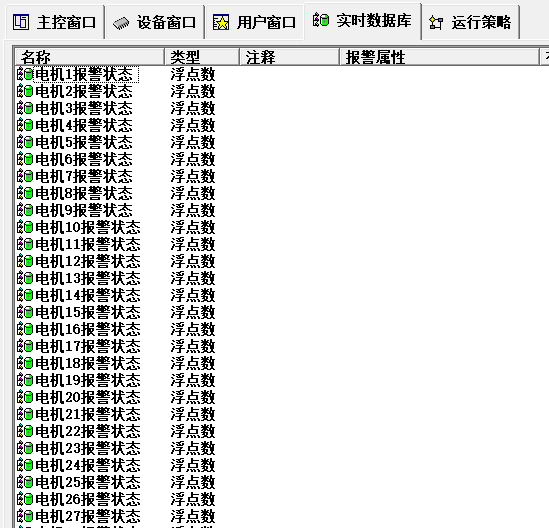 主控窗口 设备窗口 用户窗口 实时数据库 运行策略
名称 类型 注释 报警属性
电机1报警状态 浮点数
电机2报警状态 浮点数
电机3报警状态 浮点数
电机4报警状态 浮点数
电机5报警状态 浮点数
电机6报警状态 浮点数
电机7报警状态 浮点数
电机8报警状态 浮点数
电机9报警状态 浮点数
电机10报警状态 浮点数
电机11报警状态 浮点数
电机12报警状态 浮点数
电机13报警状态 浮点数
电机14报警状态 浮点数
电机15报警状态 浮点数
电机16报警状态 浮点数
电机17报警状态 浮点数
电机18报警状态 浮点数
电机19报警状态 浮点数
电机20报警状态 浮点数
电机21报警状态 浮点数
电机22报警状态 浮点数
电机23报警状态 浮点数
电机24报警状态 浮点数
电机25报警状态 浮点数
电机26报警状态 浮点数
电机27报警状态 浮点数